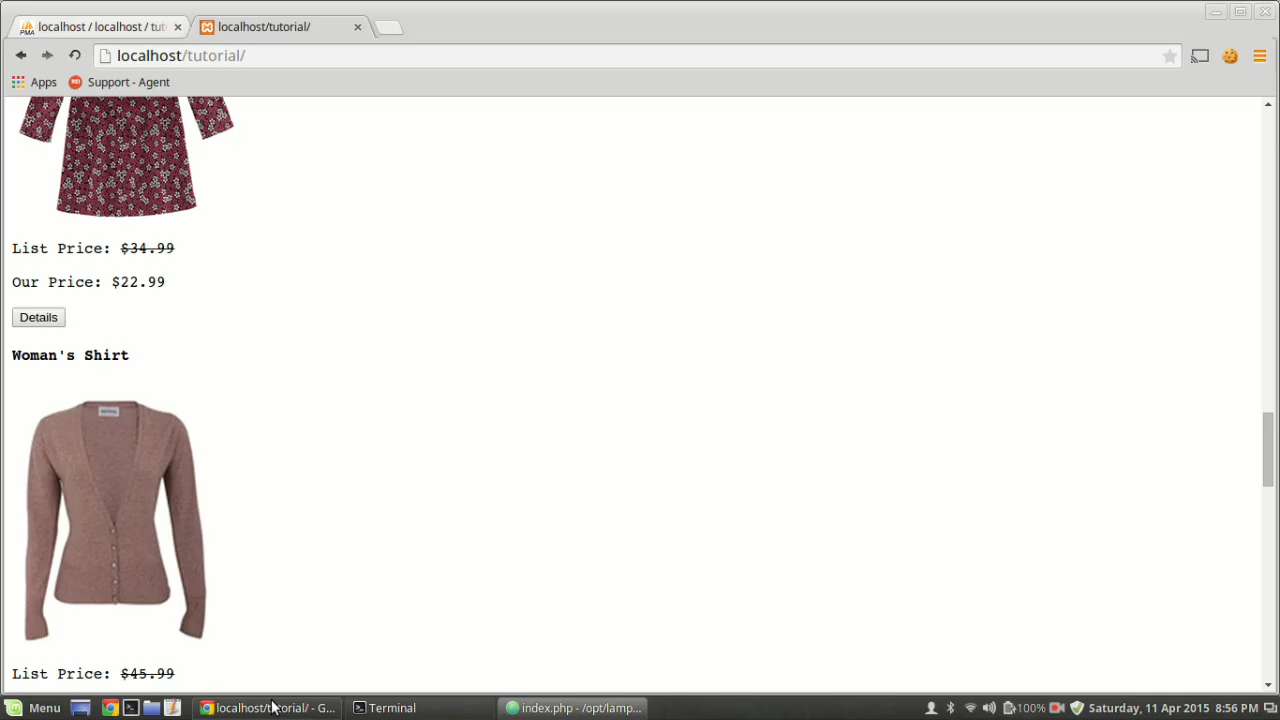 localhost / localhost / tut
localhost/tutorial/
localhost/tutorial/
Apps
Support - Agent
List Price: $34.99
Our Price: $22.99
Details
Woman's Shirt
List Price: $45.99
Menu
localhost/tutorial/ - G...
Terminal
index.php - /opt/lamp...
100%
Saturday, 11 Apr 2015
8:56 PM